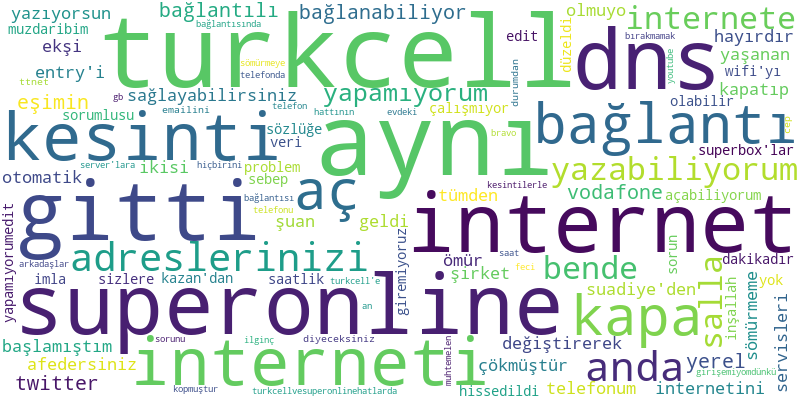 yazıyorsun bağlantılı bağlantısında bağlanabiliyor olmuyo internete
muzdaribim
ekşi turkcell edit düzeldi dns hayırdır
ttnet sömürmeye bırakmamak youtube yaşanan
entry'i telefonda durumdan wifi'yı
gb sağlayabilirsiniz yapamıyorum kapatıp
eşimin emailini telefon çalışmıyor olabilir
sorumlusu hattının evdeki bağlantı cep
kesinti sözlüğe veri aynı bravo
server'lara ikisi hiçbirini problem superbox'lar
otomatik sebep aç kesintilerle yazabiliyorum
gitti bağlantısı tümden vodafone açabiliyorum
telefonu şuan geldi internet
yapamıyorumedit adreslerinizi giremiyoruz saat ömür sorun dakikadır
arkadaşlar feci bende salla yok
imla sizlere kazan'dan saatlik turkcell'e şirket suadiye'den inşallah sömürmeme servisleri
superonline an kapa
başlamıştım sorunu ilginç diyeceksiniz muhtemelen değiştirerek
afedersiniz interneti çökmüştür anda yerel
twitter kopmuştur turkcellvesuperonlinehatlarda hissedildi telefonum internetini girişemiyomdünkü